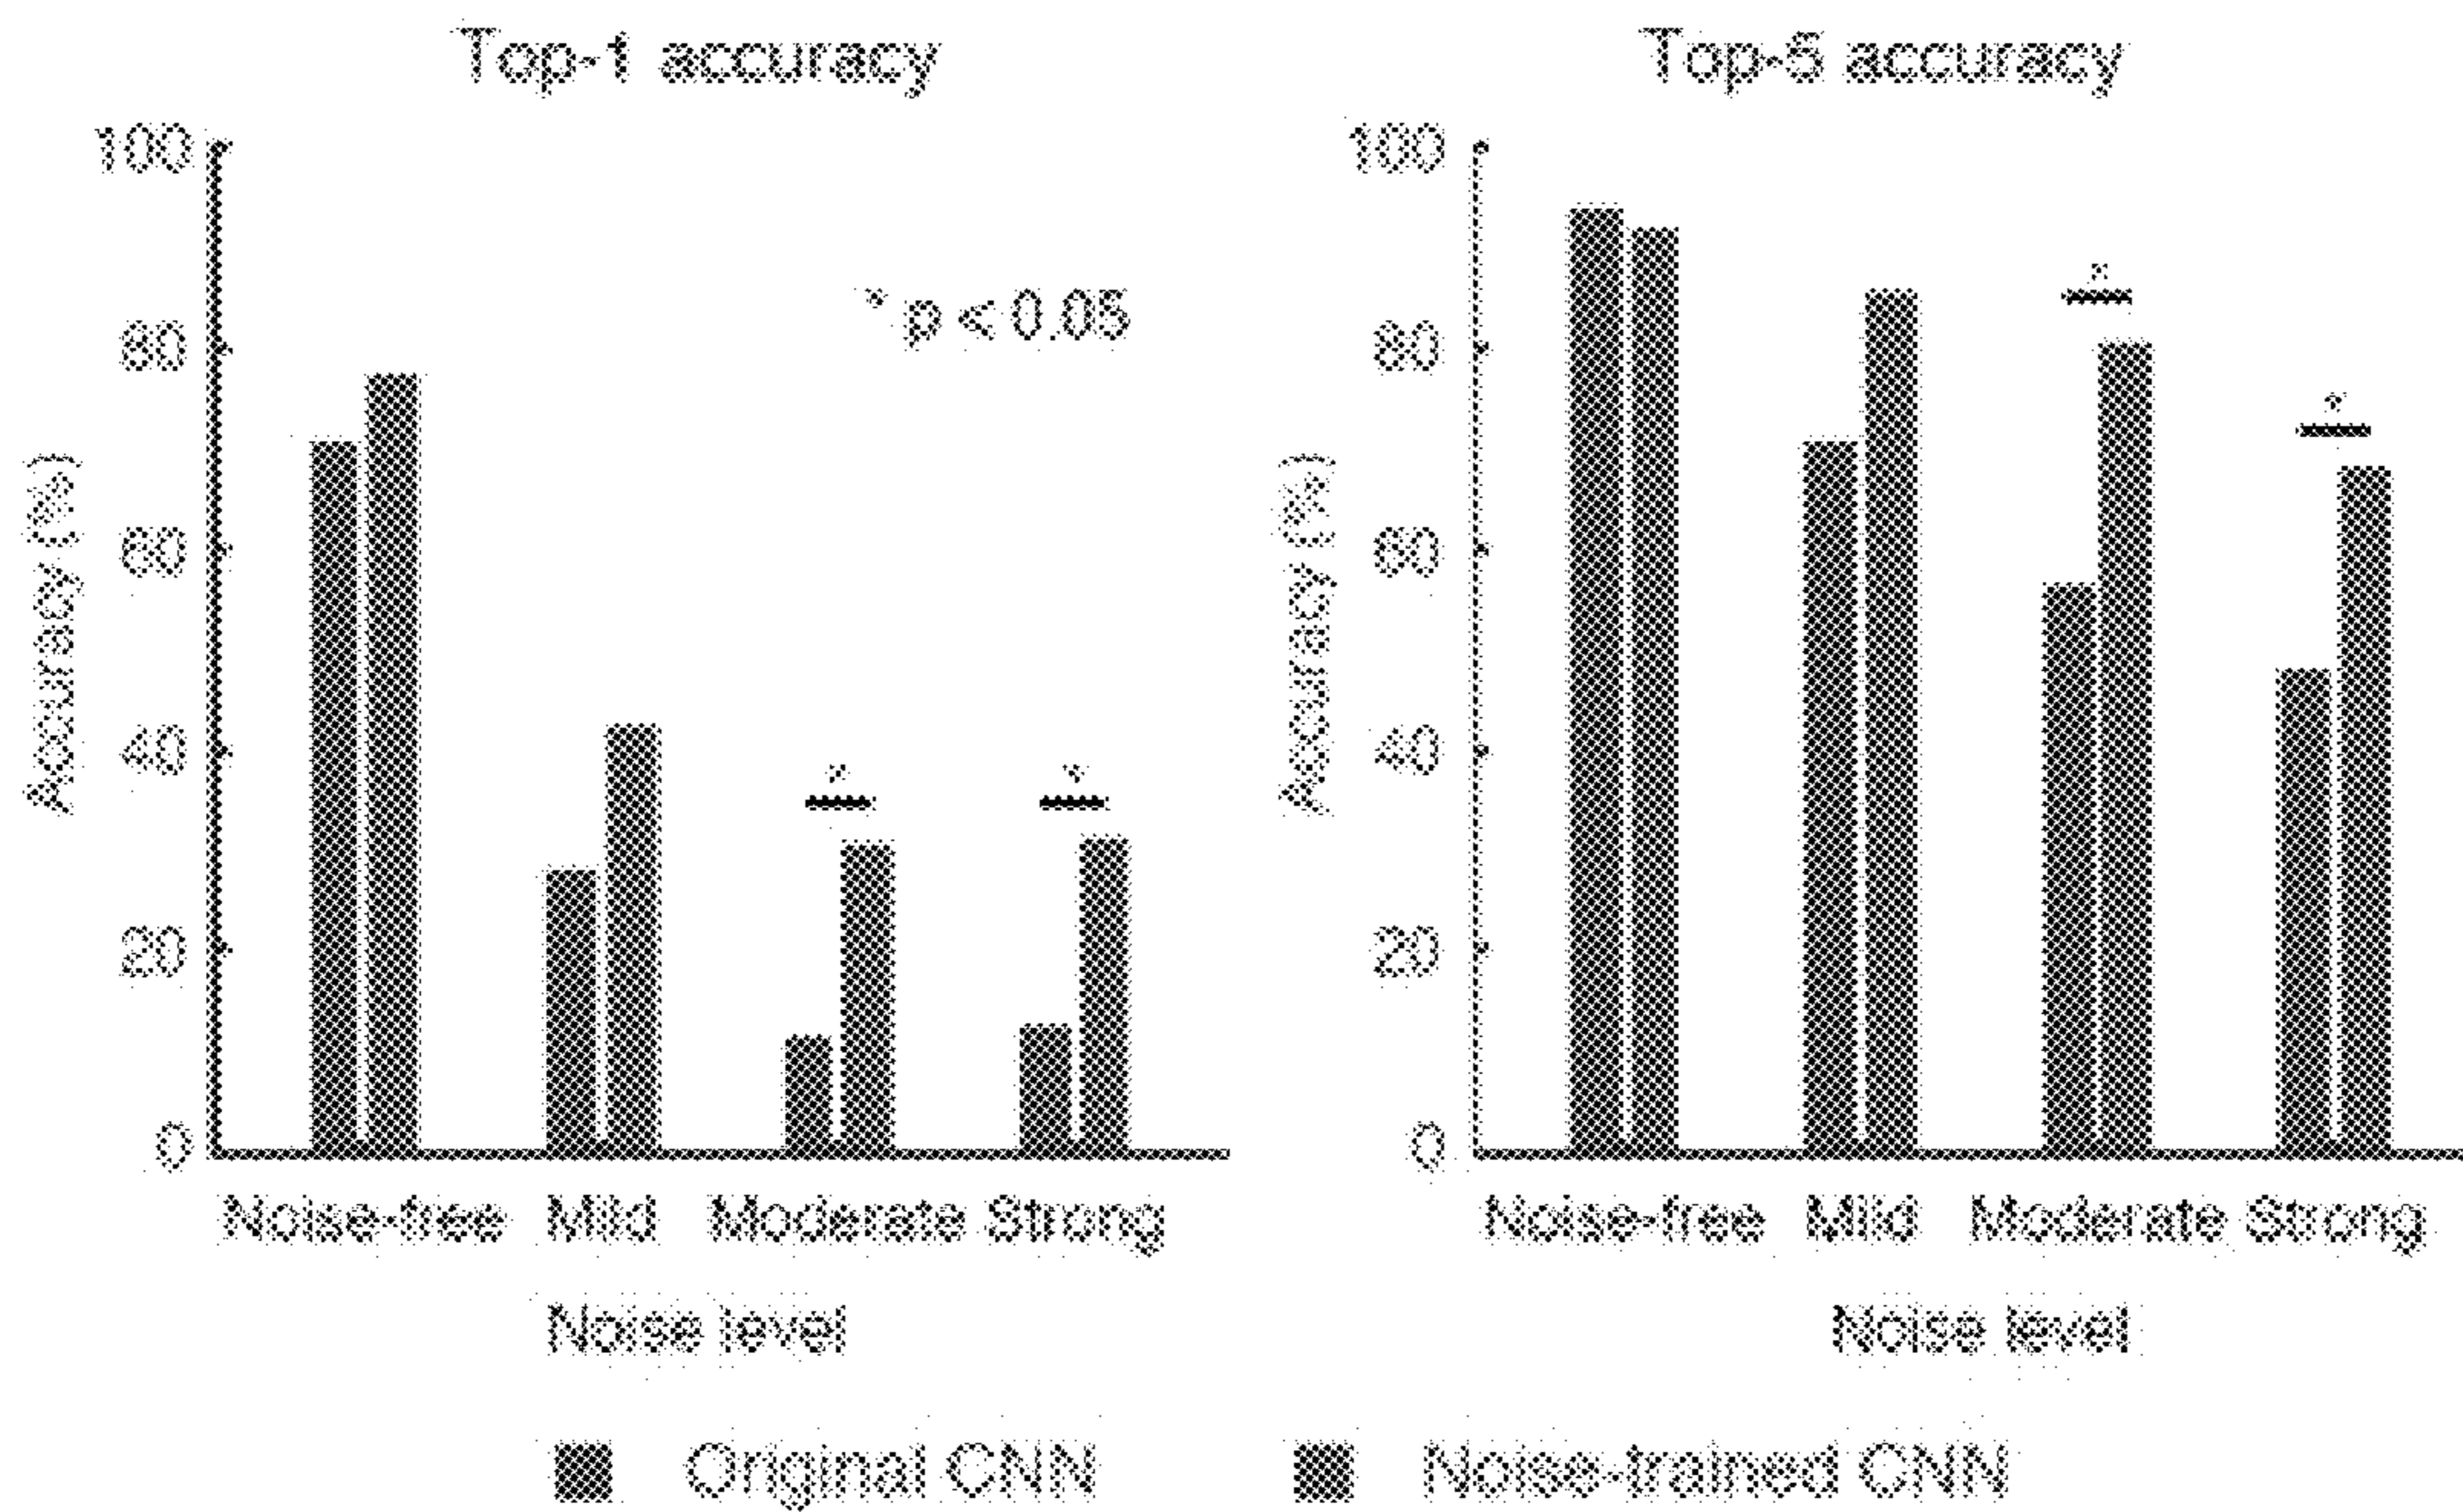 Top-1 accuracy
100
80
60
40
20
0
Accuracy (%)
* p < 0.05
*
*
Noise-free Mild Moderate Strong
Noise level
Top-5 accuracy
100
80
60
40
20
0
Accuracy (%)
*
*
Noise-free Mild Moderate Strong
Noise level
Original CNN
Noise-trained CNN